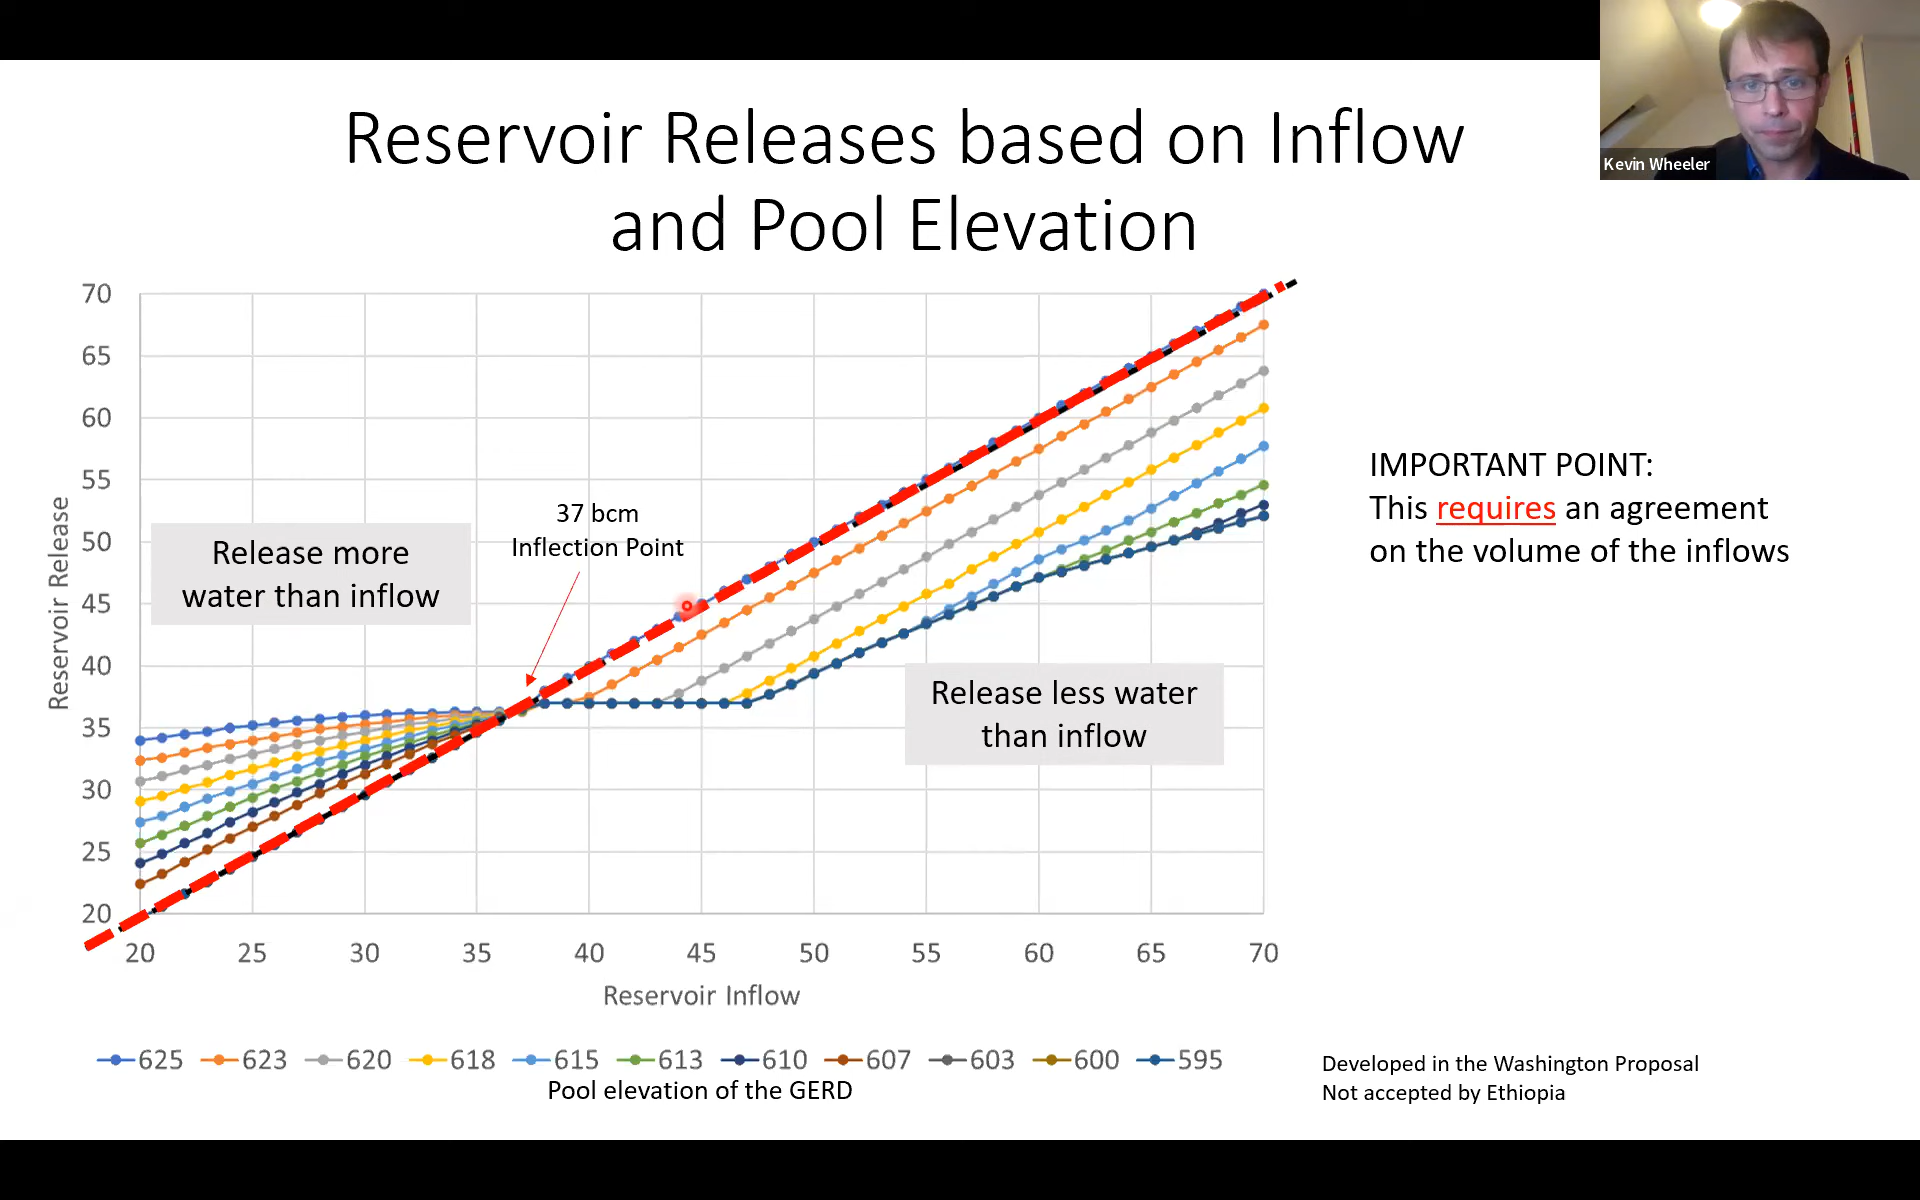 Kevin Wheeler
Reservoir Releases based on Inflow
and Pool Elevation
70
65
60
55
50
45
40
35
30
25
20
Reservoir Release
Release more
water than inflow
37 bcm
Inflection Point
Release less water
than inflow
IMPORTANT POINT:
This requires an agreement
on the volume of the inflows
20 25 30 35 40 45 50 55 60 65 70
Reservoir Inflow
625 623 620 618 615 613 610 607 603 600 595
Pool elevation of the GERD
Developed in the Washington Proposal
Not accepted by Ethiopia